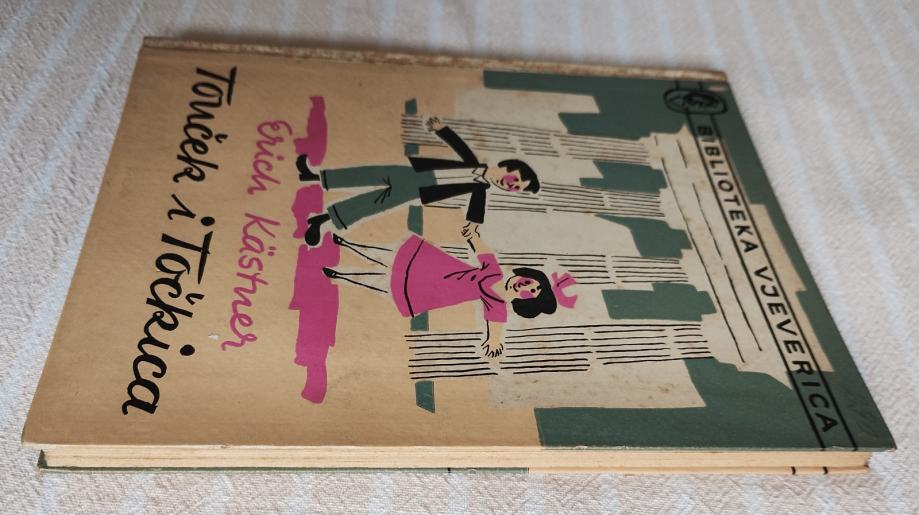 BIBLIOTEKA VJEVERICA
Erich Kästner
Tonček i Točkica